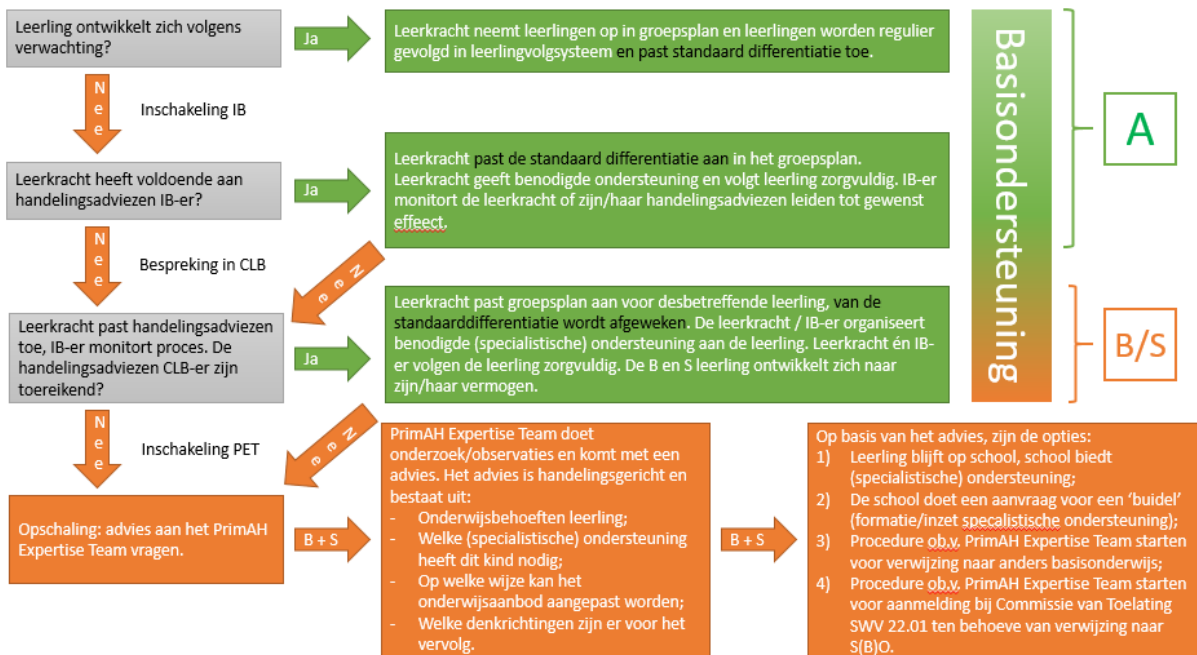 Leerling ontwikkelt zich volgens
verwachting?
Ja
Leerkracht neemt leerlingen op in groepsplan en leerlingen worden regulier
gevolgd in leerlingvolgsysteem en past standaard differentiatie toe.
Nee
Inschakeling IB
Leerkracht heeft voldoende aan
handelingsadviezen IB-er?
Ja
Leerkracht past de standaard differentiatie aan in het groepsplan.
Leerkracht geeft benodigde ondersteuning en volgt leerling zorgvuldig. IB-er
monitort de leerkracht of zijn/haar handelingsadviezen leiden tot gewenst
effeect.
Nee
Bespreking in CLB
Nee
Leerkracht past handelingsadviezen
toe, IB-er monitort proces. De
handelingsadviezen CLB-er zijn
toereikend?
Ja
Leerkracht past groepsplan aan voor desbetreffende leerling, van de
standaarddifferentiatie wordt afgeweken. De leerkracht / IB-er organiseert
benodigde (specialistische) ondersteuning aan de leerling. Leerkracht én IB-
er volgen de leerling zorgvuldig. De B en S leerling ontwikkelt zich naar
zijn/haar vermogen.
Basisondersteuning
A
B/S
Nee
Inschakeling PET
Nee
Opschaling: advies aan het PrimAH
Expertise Team vragen.
B + S
PrimAH Expertise Team doet
onderzoek/observaties en komt met een
advies. Het advies is handelingsgericht en
bestaat uit:
- Onderwijsbehoeften leerling;
- Welke (specialistische) ondersteuning
heeft dit kind nodig;
- Op welke wijze kan het
onderwijsaanbod aangepast worden;
- Welke denkrichtingen zijn er voor het
vervolg.
B + S
Op basis van het advies, zijn de opties:
1) Leerling blijft op school, school biedt
(specialistische) ondersteuning;
2) De school doet een aanvraag voor een ‘buidel’
(formatie/inzet specalistische ondersteuning);
3) Procedure ob.v. PrimAH Expertise Team starten
voor verwijzing naar anders basisonderwijs;
4) Procedure ob.v. PrimAH Expertise Team starten
voor aanmelding bij Commissie van Toelating
SWV 22.01 ten behoeve van verwijzing naar
S(B)O.